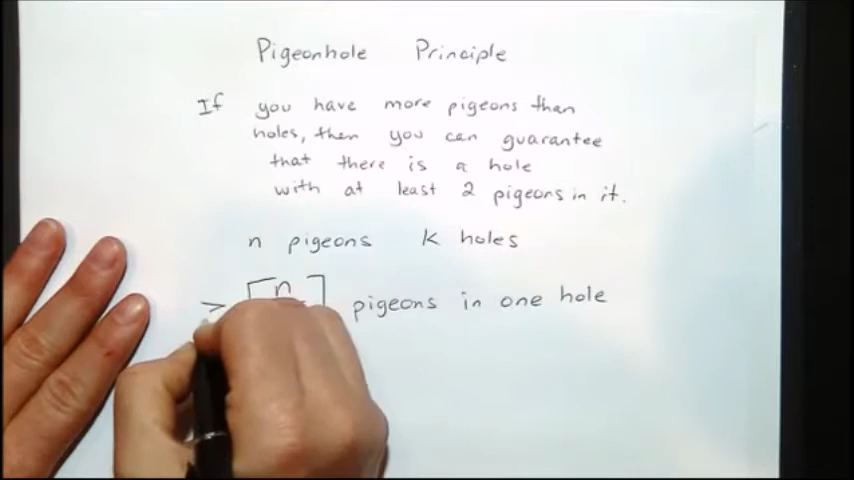 Pigeonhole Principle
If you have more pigeons than
holes, then you can guarantee
that there is a hole
with at least 2 pigeons in it.
n pigeons k holes
> ⌈n⌉ pigeons in one hole